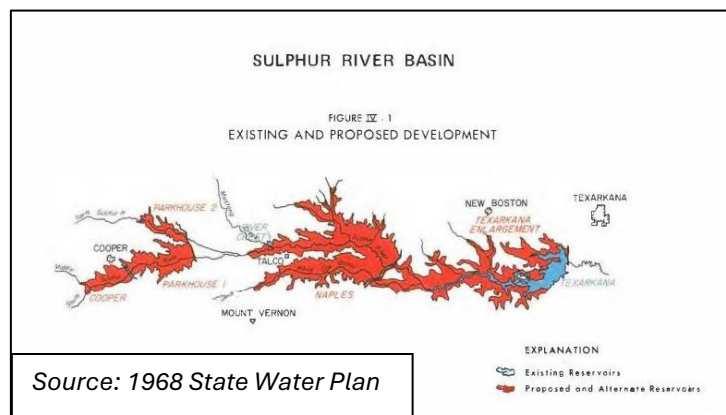 SULPHUR RIVER BASIN
FIGURE IV - 1
EXISTING AND PROPOSED DEVELOPMENT
PARKHOUSE 2
NEW BOSTON
TEXARKANA
TEXARKANA
ENLARGEMENT
COOPER
TALCO
COOPER
PARKHOUSE 1
NAPLES
TEXARKANA
MOUNT VERNON
EXPLANATION
Existing Reservoirs
Proposed and Alternate Reservoirs
Source: 1968 State Water Plan